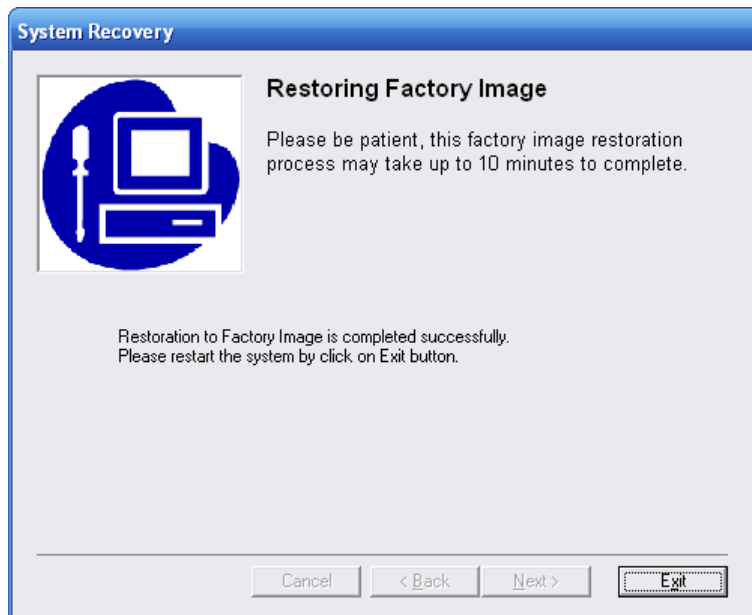 System Recovery
Restoring Factory Image
Please be patient, this factory image restoration
process may take up to 10 minutes to complete.
Restoration to Factory Image is completed successfully.
Please restart the system by click on Exit button.
Cancel
< Back
Next >
Exit